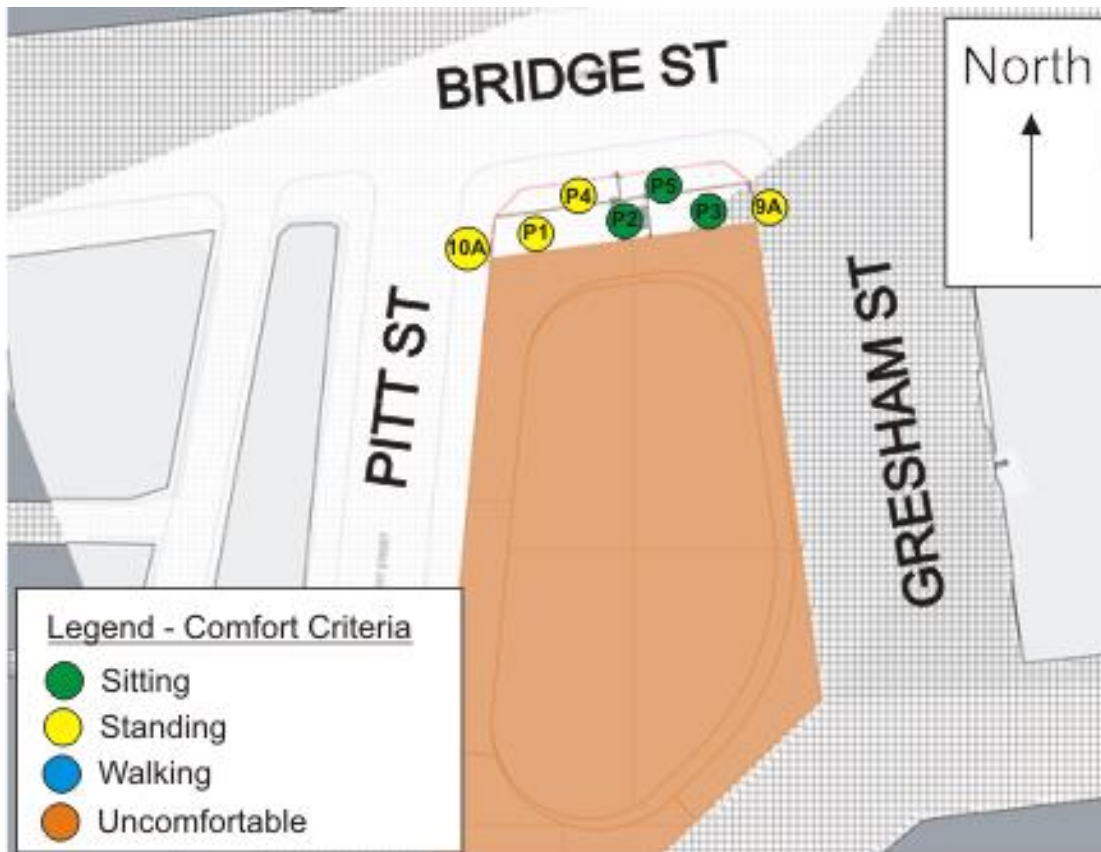 BRIDGE ST
North
P4
P5
P1
P2
P3
9A
10A
PITT ST
GRESHAM ST
Legend - Comfort Criteria
Sitting
Standing
Walking
Uncomfortable